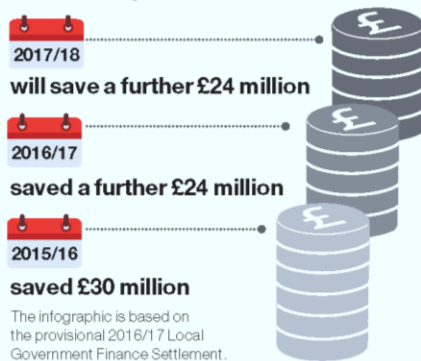 2017/18
will save a further £24 million
2016/17
saved a further £24 million
2015/16
saved £30 million
The infographic is based on
the provisional 2016/17 Local
Government Finance Settlement.
£
£
£